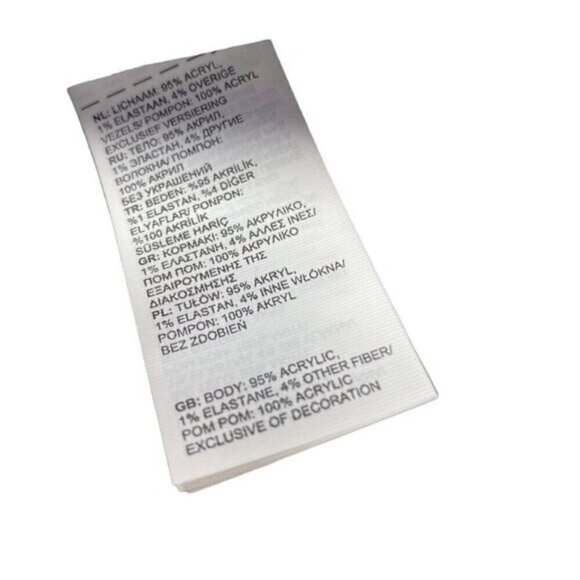 NL: LICHAAM: 95% ACRYL,
1% ELASTAAN, 4% OVERIGE
VEZELS/ POMPON: 100% ACRYL
EXCLUSIEF VERSIERING
RU: ТЕЛО: 95% АКРИЛ,
1% ЭЛАСТАН, 4% ДРУГИЕ
ВОЛОКНА/ ПОМПОН:
100% АКРИЛ
БЕЗ УКРАШЕНИЙ
TR: BEDEN: %95 AKRİLİK,
%1 ELASTAN, %4 DİĞER
ELYAFLAR/ PONPON:
%100 AKRİLİK
SÜSLEME HARİÇ
GR: ΚΟΡΜΑΚΙ: 95% ΑΚΡΥΛΙΚΟ,
1% ΕΛΑΣΤΑΝΗ, 4% ΑΛΛΕΣ ΙΝΕΣ/
ΠΟΜ ΠΟΜ: 100% ΑΚΡΥΛΙΚΟ
ΕΞΑΙΡΟΥΜΕΝΗΣ ΤΗΣ
ΔΙΑΚΟΣΜΗΣΗΣ
PL: TUŁÓW: 95% AKRYL,
1% ELASTAN, 4% INNE WŁÓKNA/
POMPON: 100% AKRYL
BEZ ZDOBIEŃ
GB: BODY: 95% ACRYLIC,
1% ELASTANE, 4% OTHER FIBER/
POM POM: 100% ACRYLIC
EXCLUSIVE OF DECORATION